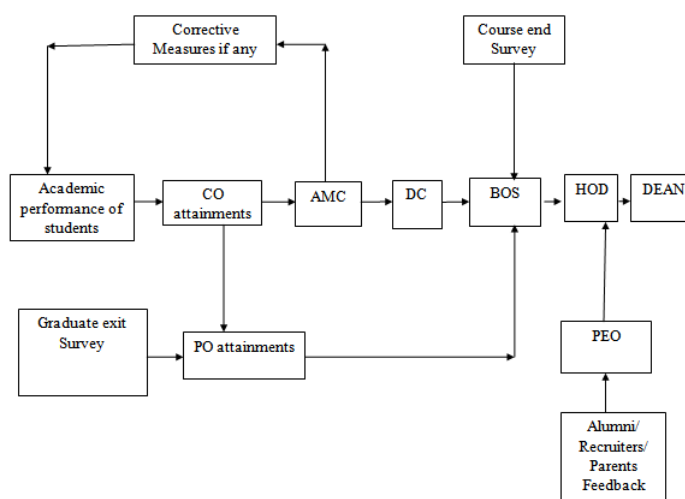 Corrective
Measures if any
Course end
Survey
Academic
performance of
students
CO
attainments
AMC
DC
BOS
HOD
DEAN
Graduate exit
Survey
PO attainments
PEO
Alumni/
Recruiters/
Parents
Feedback